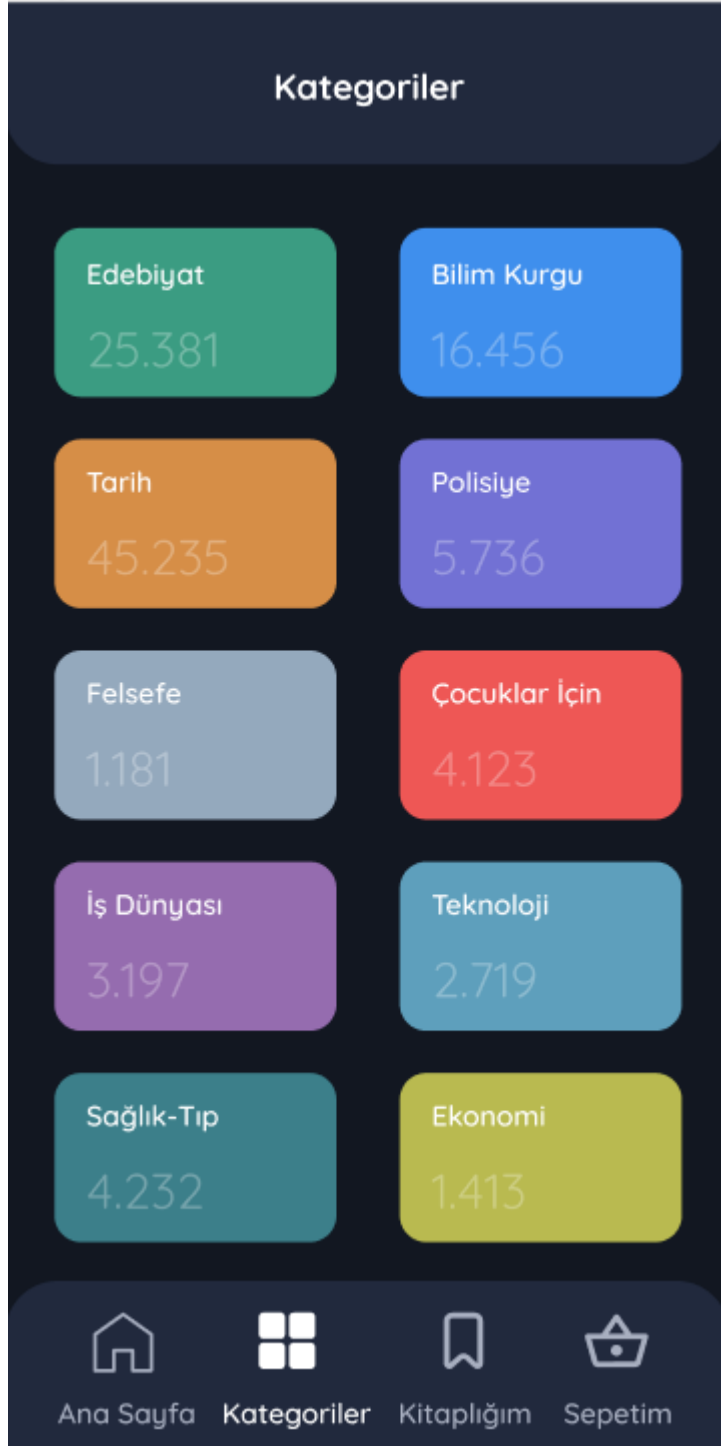 Kategoriler
Edebiyat
25.381
Bilim Kurgu
16.456
Tarih
45.235
Polisiye
5.736
Felsefe
1.181
Çocuklar İçin
4.123
İş Dünyası
3.197
Teknoloji
2.719
Sağlık-Tıp
4.232
Ekonomi
1.413
Ana Sayfa
Kategoriler
Kitaplığım
Sepetim